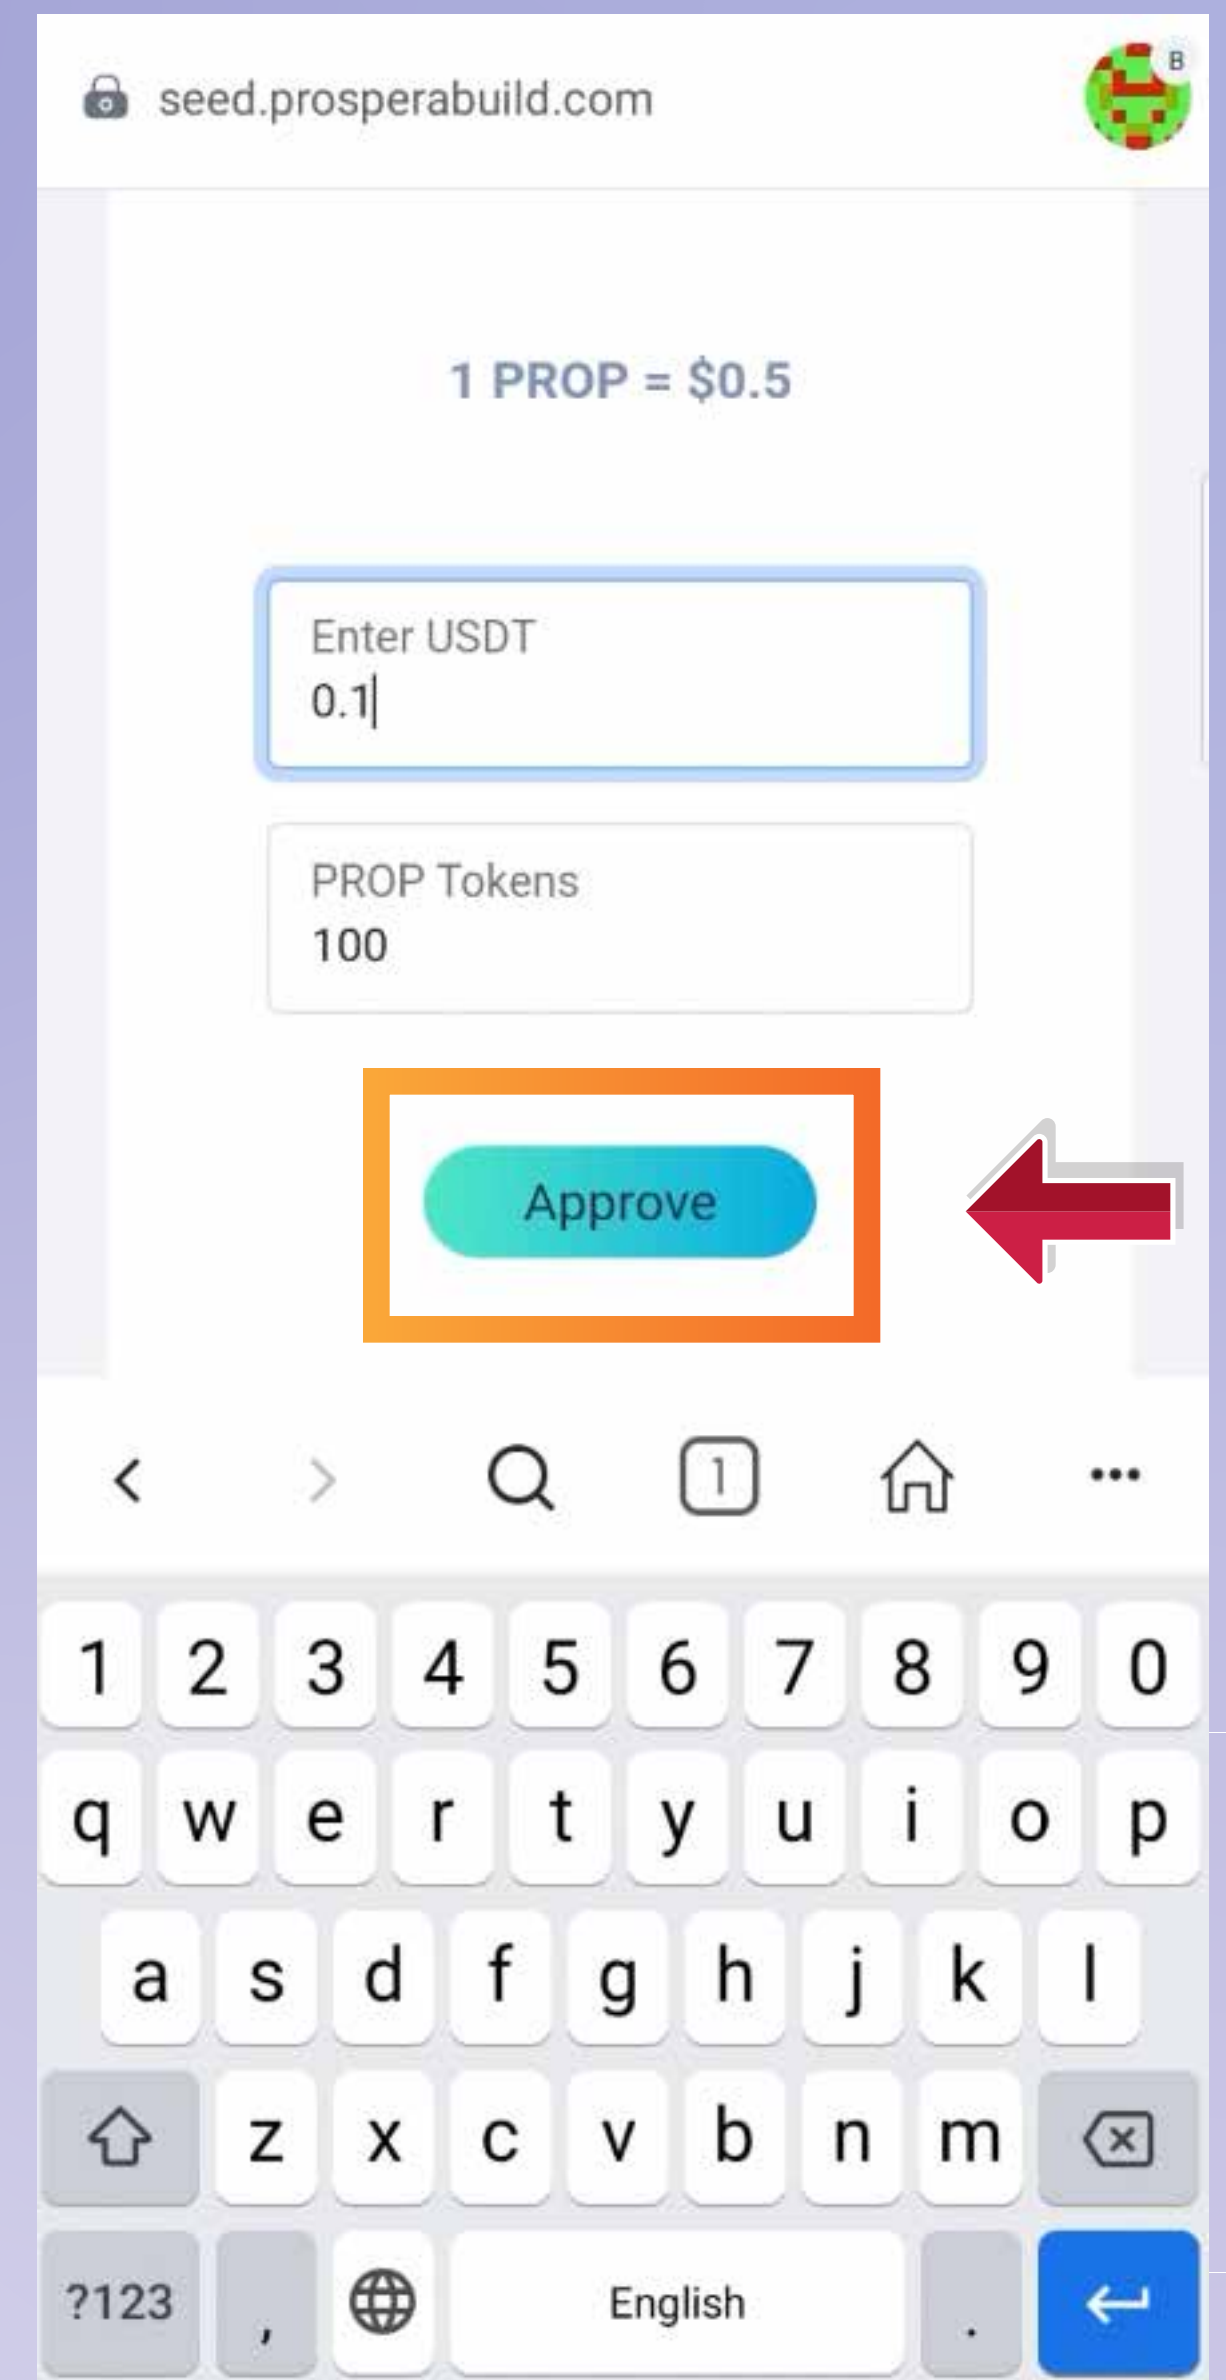 seed.prosperabuild.com
B
1 PROP = $0.5
Enter USDT
0.1
PROP Tokens
100
Approve
1
1 2 3 4 5 6 7 8 9 0
q w e r t y u i o p
a s d f g h j k l
z x c v b n m
?123 , English .